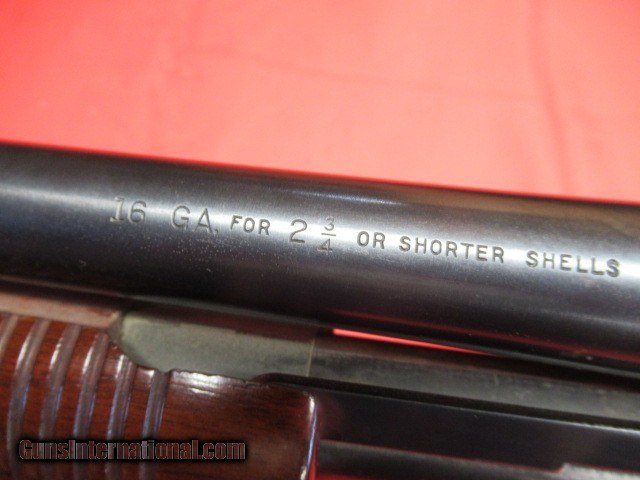 16 GA. FOR 2 3/4 OR SHORTER SHELLS
GunsInternational.com